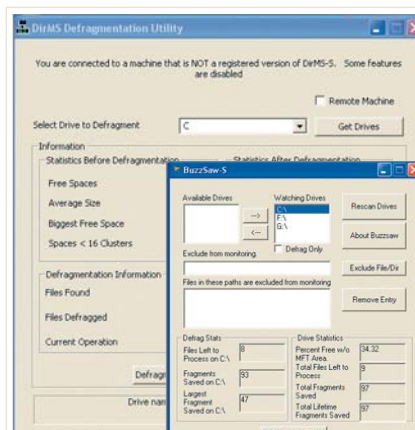 DirMS Defragmentation Utility
You are connected to a machine that is NOT a registered version of DirMS-S. Some features
are disabled
Remote Machine
Select Drive to Defragment
C
Get Drives
Information
Statistics Before Defragmentation
Statistics After Defragmentation
Free Spaces
Average Size
Biggest Free Space
Spaces < 16 Clusters
Defragmentation Information
Files Found
Files Defragged
Current Operation
Defrag
Drive nam
BuzzSaw-S
Available Drives
Watching Drives
C:\
F:\
G:\
-->
<--
Defrag Only
Rescan Drives
About Buzzsaw
Exclude from monitoring
Exclude File/Dir
Files in these paths are excluded from monitoring
Remove Entry
Defrag Stats
Files Left to
Process on C:\
8
Fragments
Saved on C:\
93
Largest
Fragment
Saved on C:\
47
Drive Statistics
Percent Free w/o
MFT Area
34.32
Total Files Left to
Process
9
Total Fragments
Saved
97
Total Lifetime
Fragments Saved
97